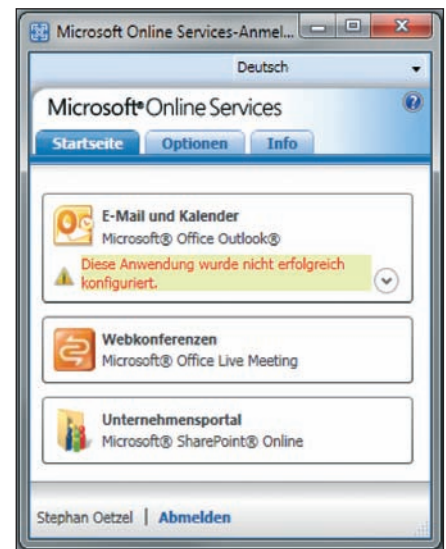 Microsoft Online Services-Anmel...
Deutsch
Microsoft® Online Services
Startseite Optionen Info
E-Mail und Kalender
Microsoft® Office Outlook®
Diese Anwendung wurde nicht erfolgreich
konfiguriert.
Webkonferenzen
Microsoft® Office Live Meeting
Unternehmensportal
Microsoft® SharePoint® Online
Stephan Oetzel | Abmelden